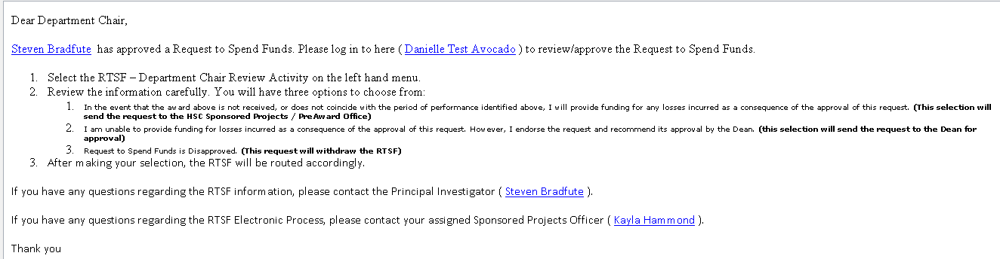 Dear Department Chair,
Steven Bradfute has approved a Request to Spend Funds. Please log in to here ( Danielle Test Avocado ) to review/approve the Request to Spend Funds.
1. Select the RTSF – Department Chair Review Activity on the left hand menu.
2. Review the information carefully. You will have three options to choose from:
1. In the event that the award above is not received, or does not coincide with the period of performance identified above, I will provide funding for any losses incurred as a consequence of the approval of this request. (This selection will
send the request to the HSC Sponsored Projects / PreAward Office)
2. I am unable to provide funding for losses incurred as a consequence of the approval of this request. However, I endorse the request and recommend its approval by the Dean. (this selection will send the request to the Dean for
approval)
3. Request to Spend Funds is Disapproved. (This request will withdraw the RTSF)
3. After making your selection, the RTSF will be routed accordingly.
If you have any questions regarding the RTSF information, please contact the Principal Investigator ( Steven Bradfute ).
If you have any questions regarding the RTSF Electronic Process, please contact your assigned Sponsored Projects Officer ( Kayla Hammond ).
Thank you